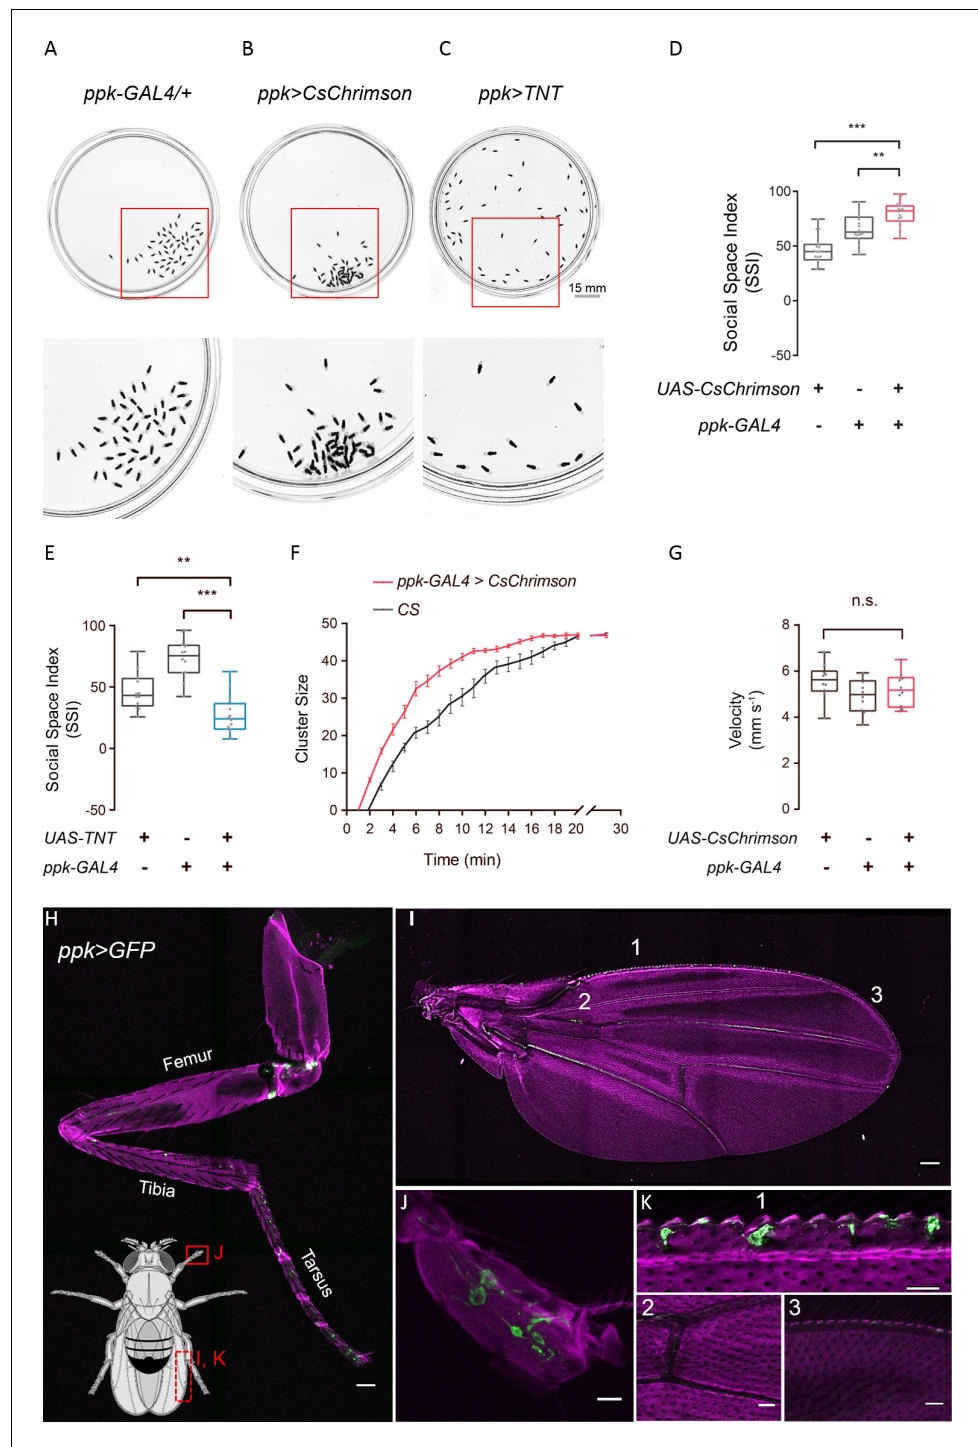 A
B
C
D
ppk-GAL4/+
ppk>CsChrimson
ppk>TNT
15 mm
***
**
100
50
0
-50
Social Space Index
(SSI)
UAS-CsChrimson + - +
ppk-GAL4 - + +
E
F
G
**
***
100
50
0
-50
Social Space Index
(SSI)
UAS-TNT + - +
ppk-GAL4 - + +
ppk-GAL4 > CsChrimson
CS
50
40
30
20
10
0
Cluster Size
0 2 4 6 8 10 12 14 16 18 20 30
Time (min)
n.s.
8
6
4
2
0
Velocity
(mm s-1)
UAS-CsChrimson + - +
ppk-GAL4 - + +
H
ppk>GFP
Femur
Tibia
Tarsus
J
I, K
I
1
2
3
J
K
1
2
3